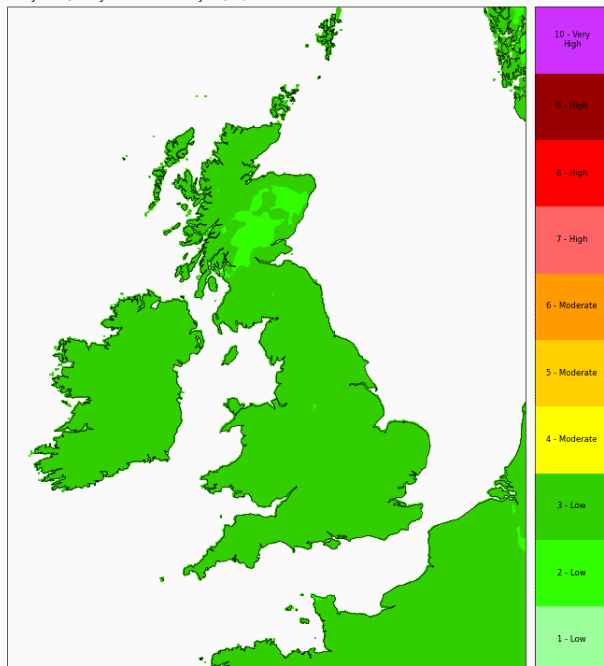 10 - Very
High
9 - High
8 - High
7 - High
6 - Moderate
5 - Moderate
4 - Moderate
3 - Low
2 - Low
1 - Low